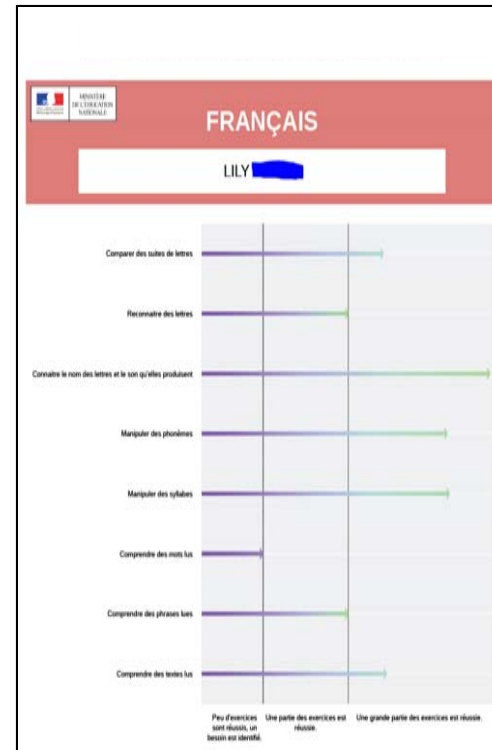 MINISTÈRE
DE L'ÉDUCATION
NATIONALE
FRANÇAIS
LILY
Comparer des suites de lettres
Reconnaitre des lettres
Connaitre le nom des lettres et le son qu'elles produisent
Manipuler des phonèmes
Manipuler des syllabes
Comprendre des mots lus
Comprendre des phrases lues
Comprendre des textes lus
Peu d'exercices
sont réussis, un
besoin est identifié.
Une partie des exercices est
réussie.
Une grande partie des exercices est réussie.